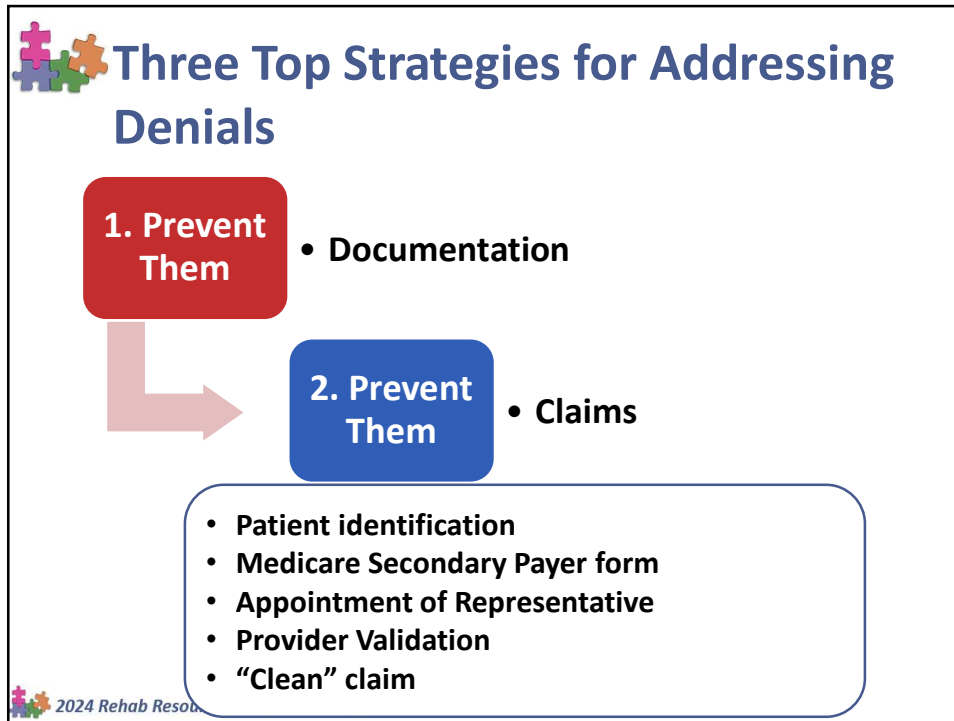 Three Top Strategies for Addressing
Denials
1. Prevent
Them
• Documentation
2. Prevent
Them
• Claims
• Patient identification
• Medicare Secondary Payer form
• Appointment of Representative
• Provider Validation
• “Clean” claim
2024 Rehab